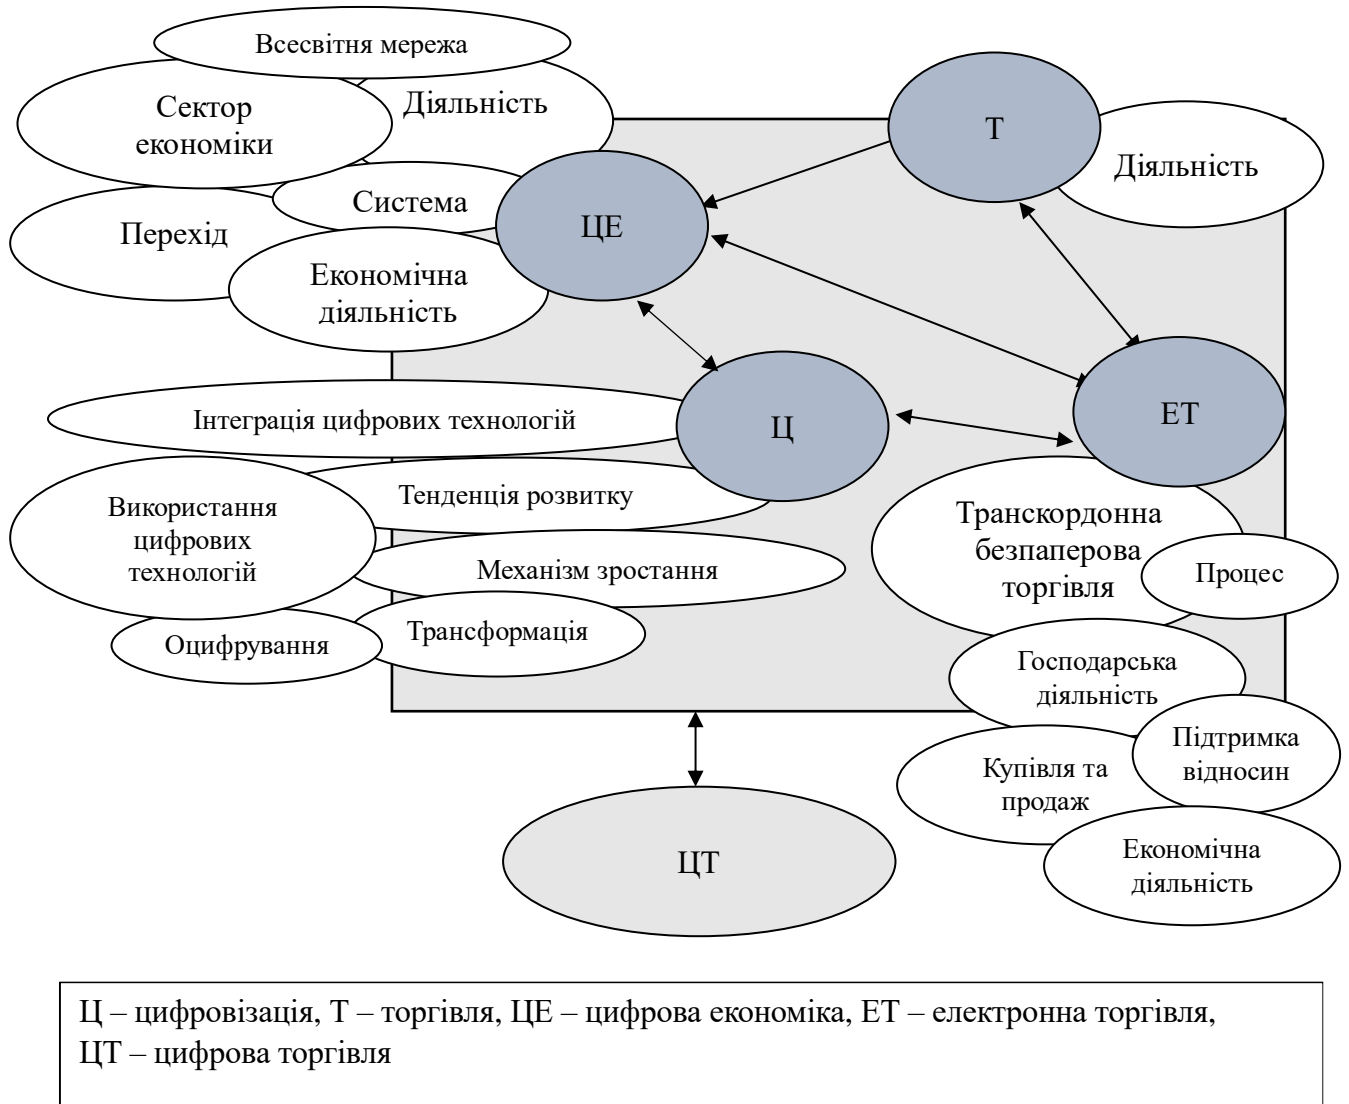 Всесвітня мережа
Сектор
економіки
Діяльність
Т
Діяльність
Система
ЦЕ
Перехід
Економічна
діяльність
Інтеграція цифрових технологій
Ц
ЕТ
Тенденція розвитку
Використання
цифрових
технологій
Транскордонна
безпаперова
торгівля
Механізм зростання
Процес
Трансформація
Оцифрування
Господарська
діяльність
Підтримка
відносин
Купівля та
продаж
Економічна
діяльність
ЦТ
Ц – цифровізація, Т – торгівля, ЦЕ – цифрова економіка, ЕТ – електронна торгівля,
ЦТ – цифрова торгівля